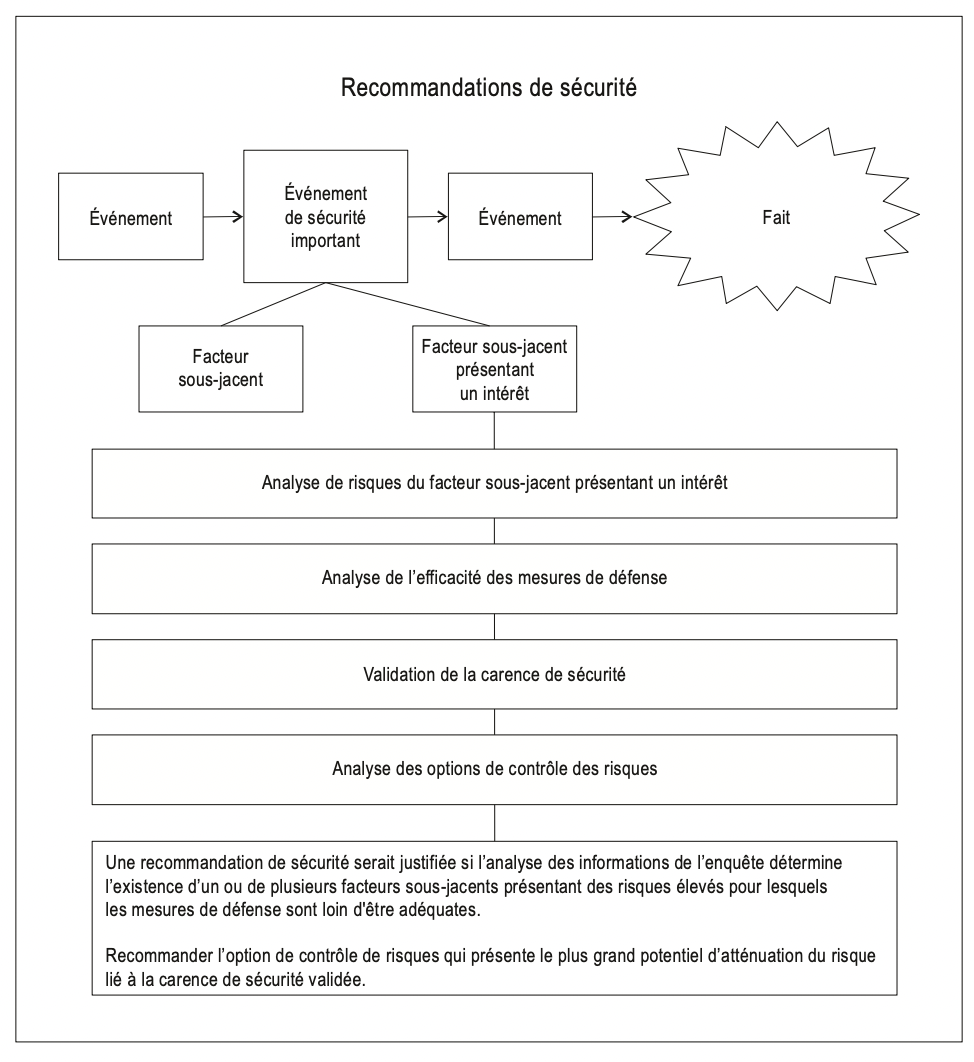 Recommandations de sécurité
Événement
Événement
de sécurité
important
Événement
Fait
Facteur
sous-jacent
Facteur sous-jacent
présentant
un intérêt
Analyse de risques du facteur sous-jacent présentant un intérêt
Analyse de l’efficacité des mesures de défense
Validation de la carence de sécurité
Analyse des options de contrôle des risques
Une recommandation de sécurité serait justifiée si l’analyse des informations de l’enquête détermine
l’existence d’un ou de plusieurs facteurs sous-jacents présentant des risques élevés pour lesquels
les mesures de défense sont loin d'être adéquates.
Recommander l’option de contrôle de risques qui présente le plus grand potentiel d’atténuation du risque
lié à la carence de sécurité validée.